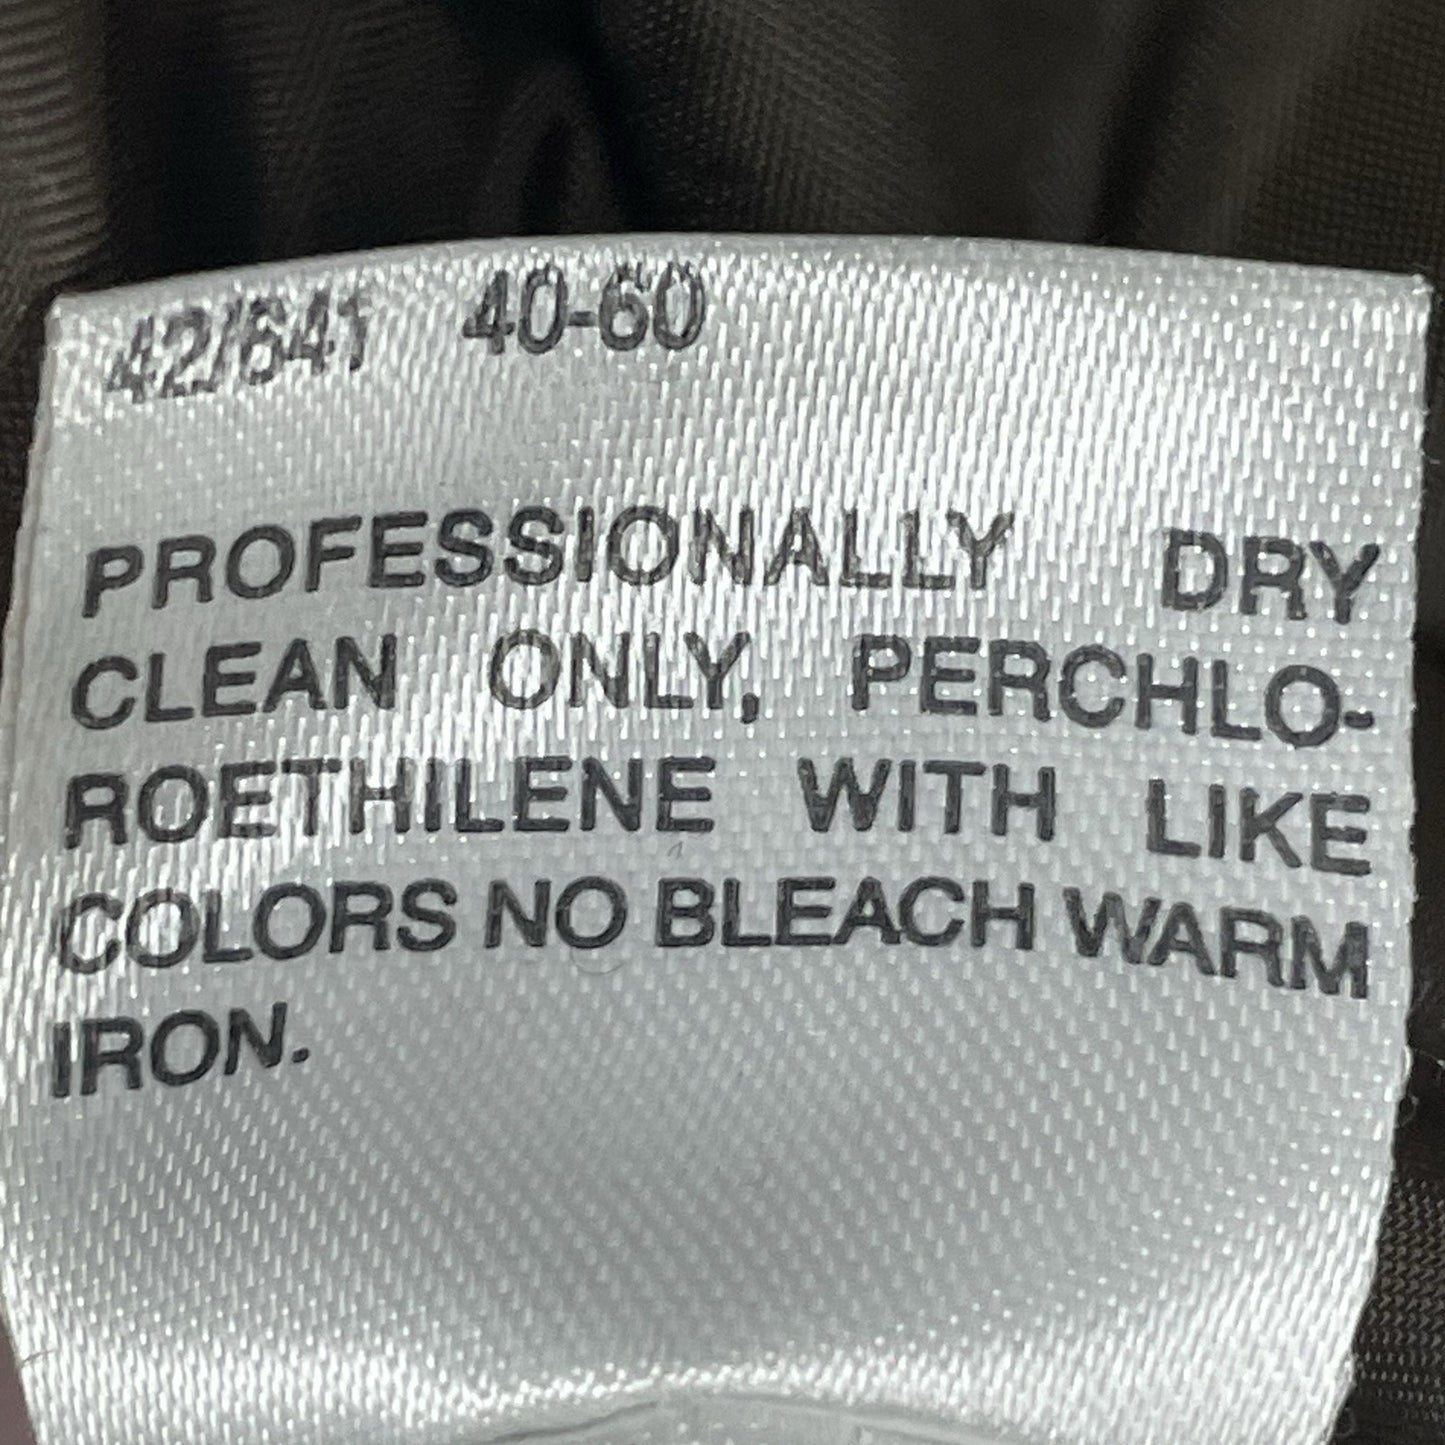 42/641 40-60
PROFESSIONALLY DRY
CLEAN ONLY, PERCHLO-
ROETHILENE WITH LIKE
COLORS NO BLEACH WARM
IRON.